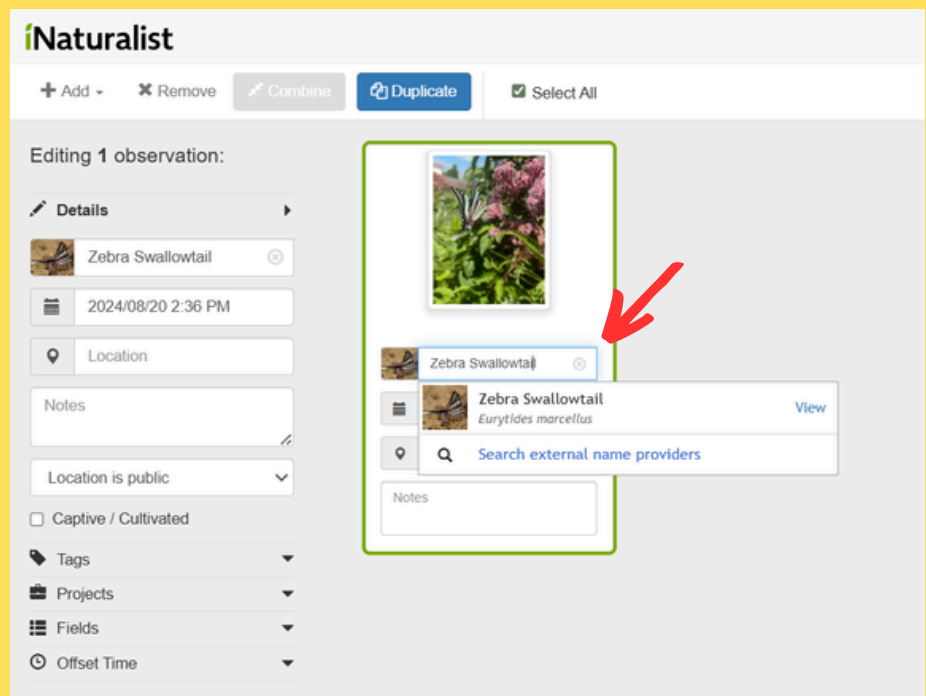 iNaturalist
Add
Remove
Combine
Duplicate
Select All
Editing 1 observation:
Details
Zebra Swallowtail
2024/08/20 2:36 PM
Location
Notes
Location is public
Captive / Cultivated
Tags
Projects
Fields
Offset Time
Zebra Swallowtail
Zebra Swallowtail
Eurytides marcellus
View
Search external name providers
Notes